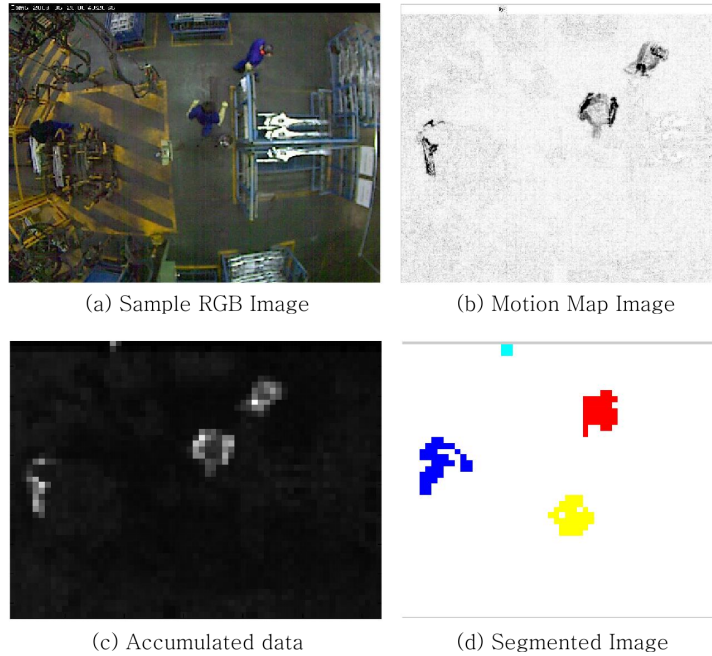 (a) Sample RGB Image
(b) Motion Map Image
(c) Accumulated data
(d) Segmented Image